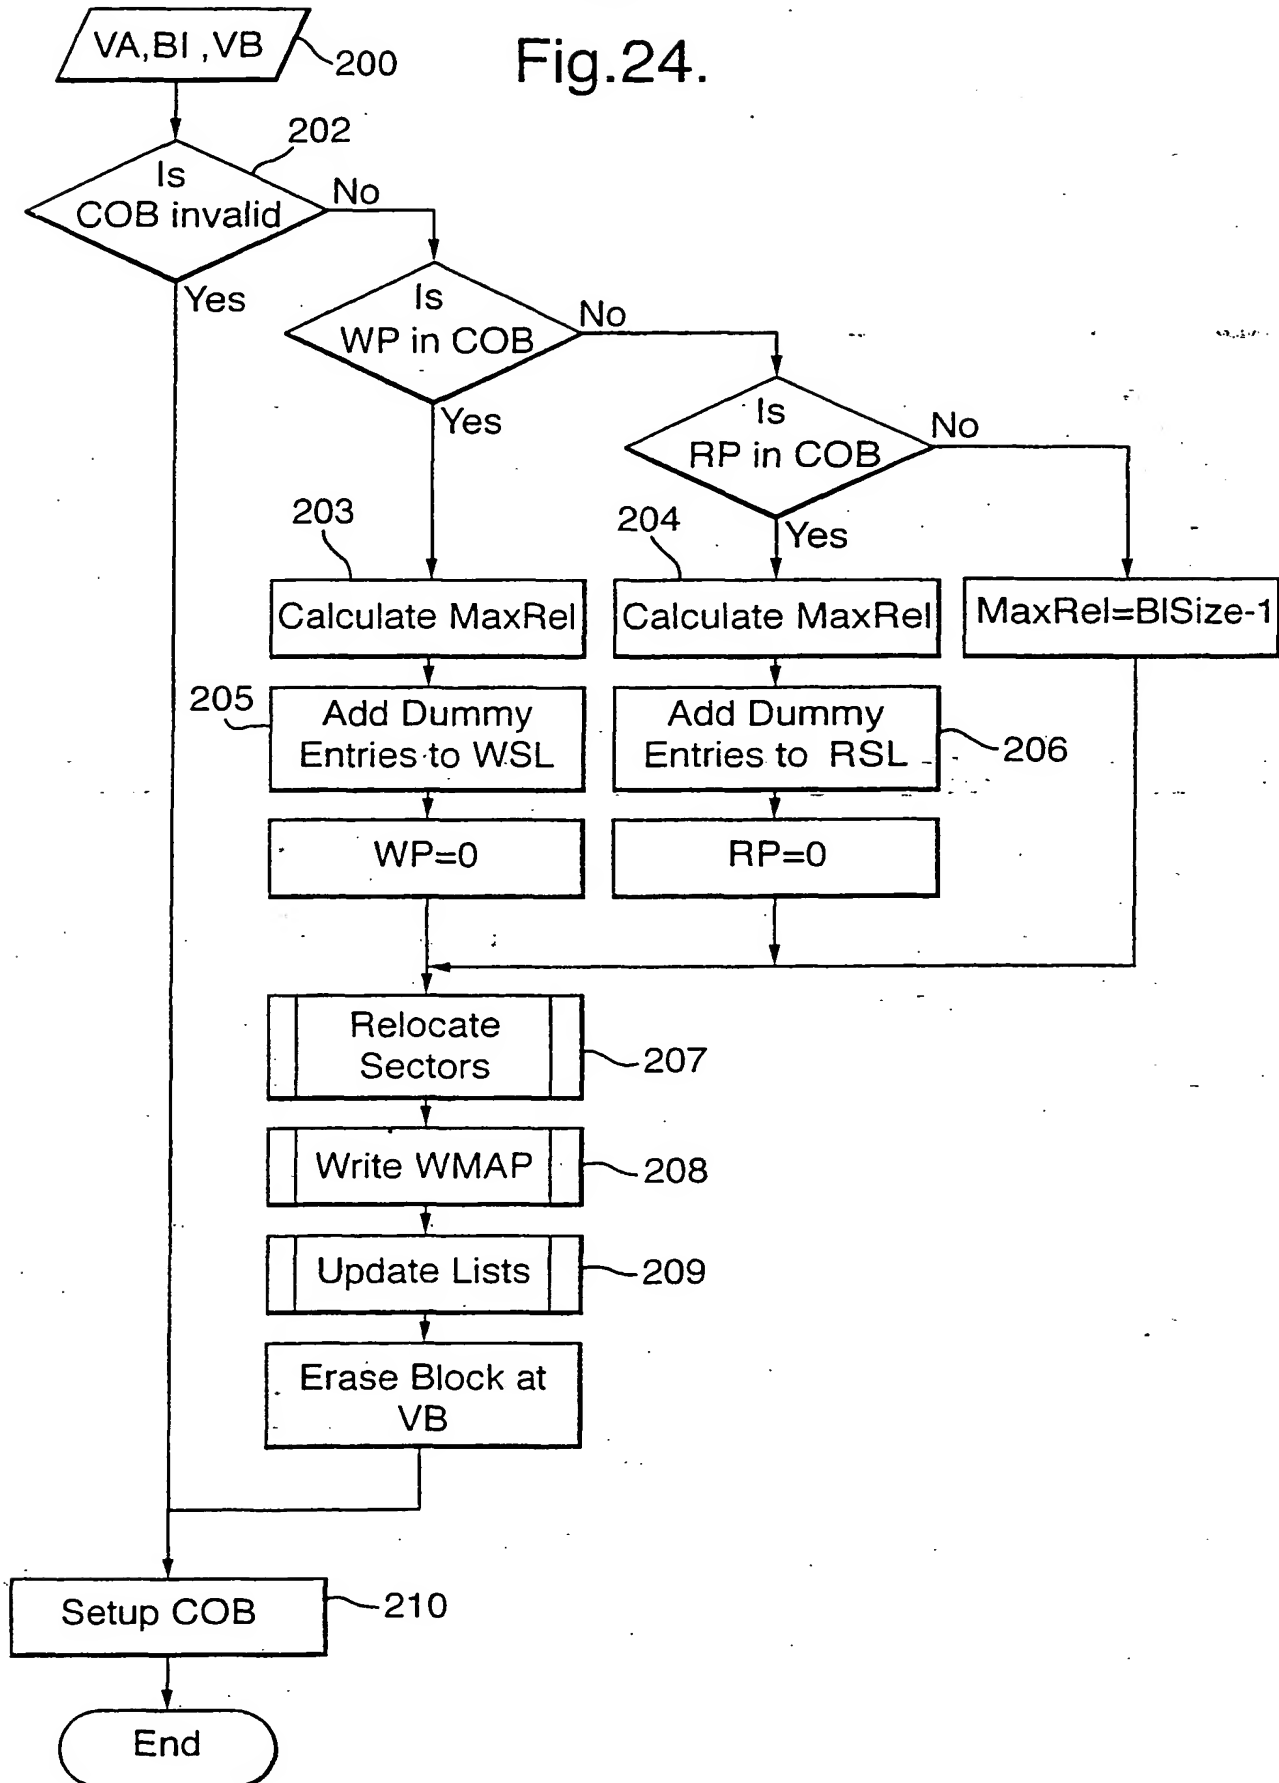 VA,BI ,VB
200
Fig.24.
202
Is
COB invalid
No
Yes
Is
WP in COB
No
Yes
Is
RP in COB
No
Yes
203
204
Calculate MaxRel
Calculate MaxRel
MaxRel=BISize-1
205
Add Dummy
Entries to WSL
Add Dummy
Entries to RSL
206
WP=0
RP=0
Relocate
Sectors
207
Write WMAP
208
Update Lists
209
Erase Block at
VB
Setup COB
210
End